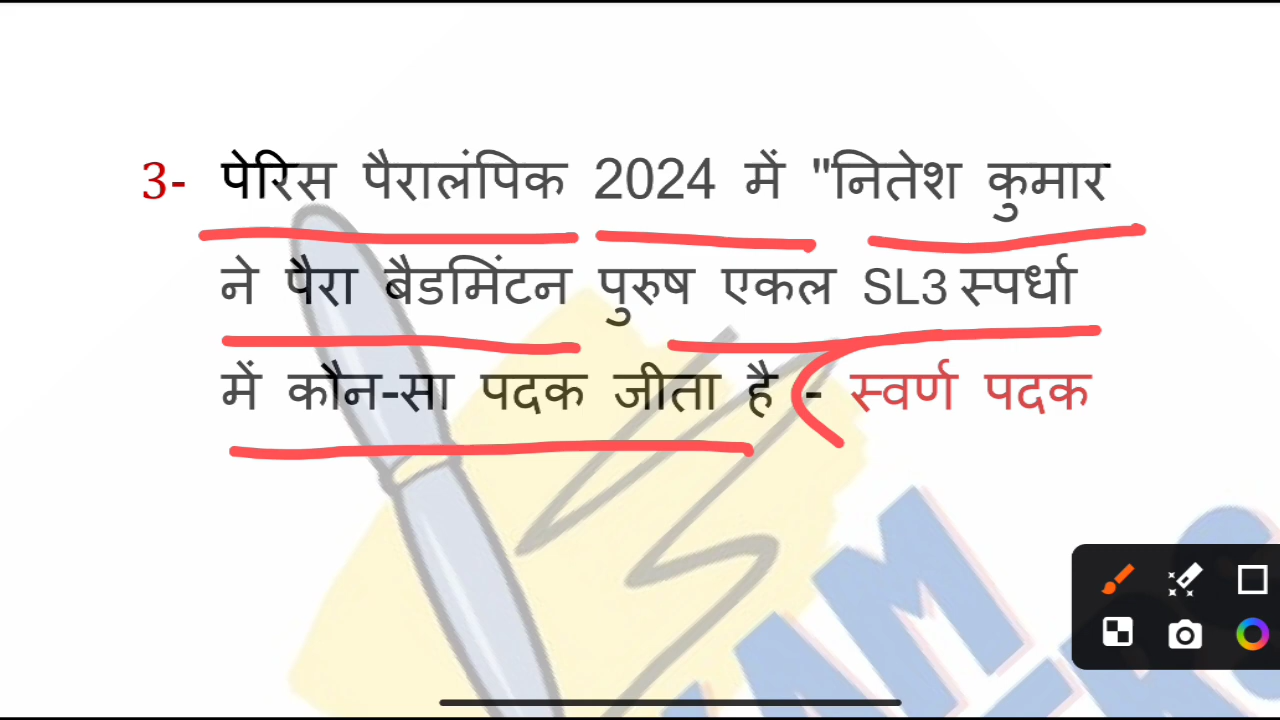 3- पेरिस पैरालंपिक 2024 में "नितेश कुमार
ने पैरा बैडमिंटन पुरुष एकल SL3 स्पर्धा
में कौन-सा पदक जीता है - स्वर्ण पदक